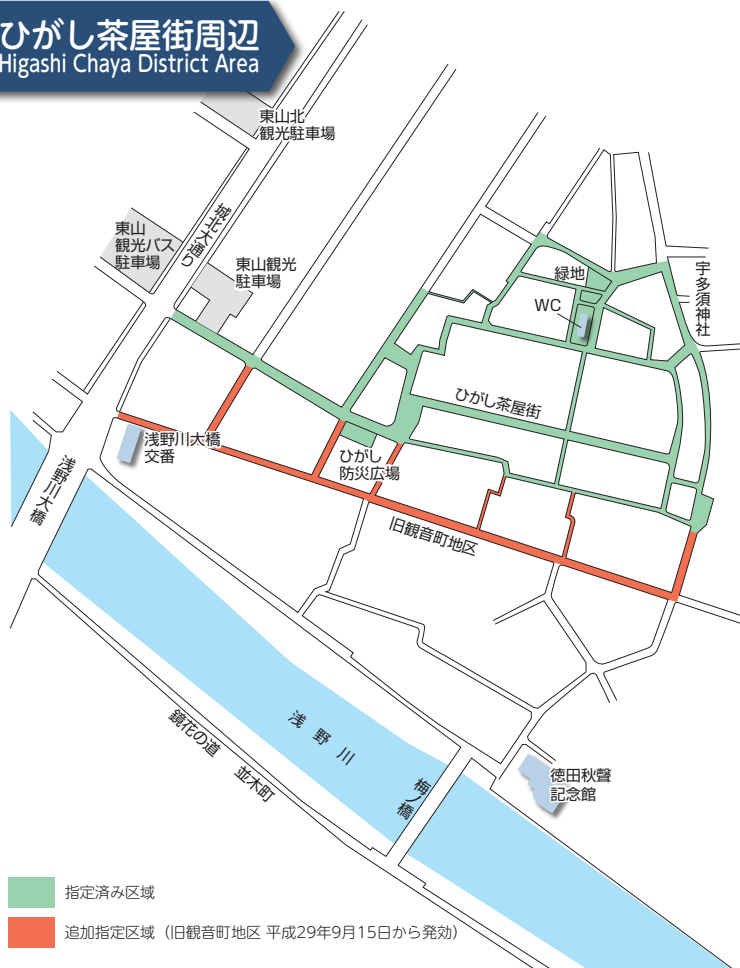 ひがし茶屋街周辺
Higashi Chaya District Area
東山北
観光駐車場
城北大通り
東山
観光バス
駐車場
東山観光
駐車場
緑地
WC
宇多須神社
ひがし茶屋街
浅野川大橋
交番
ひがし
防災広場
浅野川大橋
旧観音町地区
浅野川
鏡花の道
並木町
梅ノ橋
徳田秋聲
記念館
指定済み区域
追加指定区域（旧観音町地区 平成29年9月15日から発効）